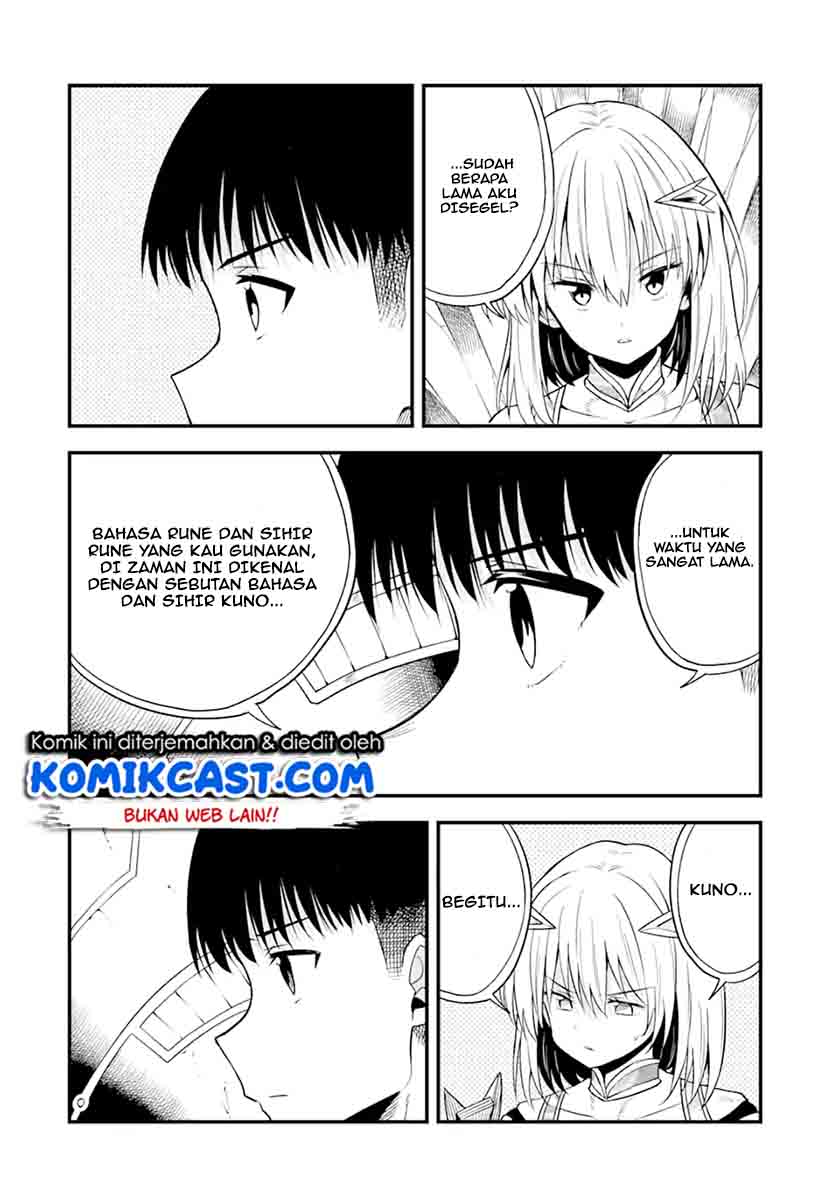 ...SUDAH
BERAPA
LAMA AKU
DISEGEL?
...UNTUK
WAKTU YANG
SANGAT LAMA.
BAHASA RUNE DAN SIHIR
RUNE YANG KAU GUNAKAN,
DI ZAMAN INI DIKENAL
DENGAN SEBUTAN BAHASA
DAN SIHIR KUNO...
Komik ini diterjemahkan & diedit oleh
KOMIKCAST.COM
BUKAN WEB LAIN!!
KUNO...
BEGITU...